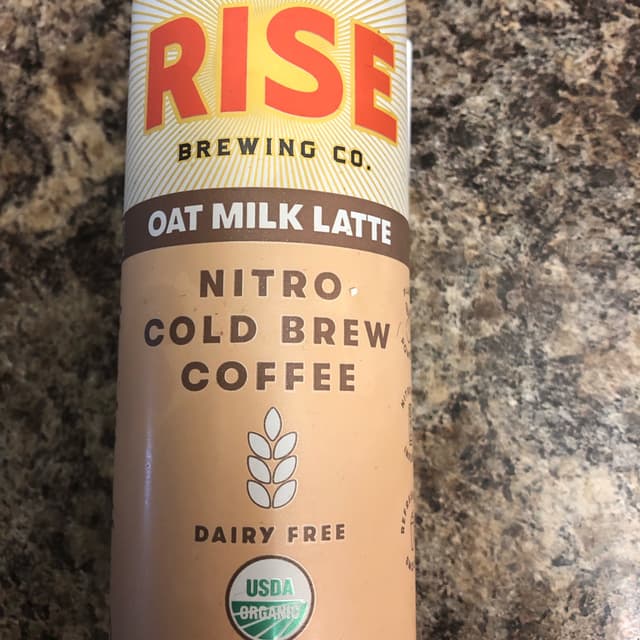 RISE
BREWING CO.
OAT MILK LATTE
NITRO
COLD BREW
COFFEE
DAIRY FREE
USDA
ORGANIC